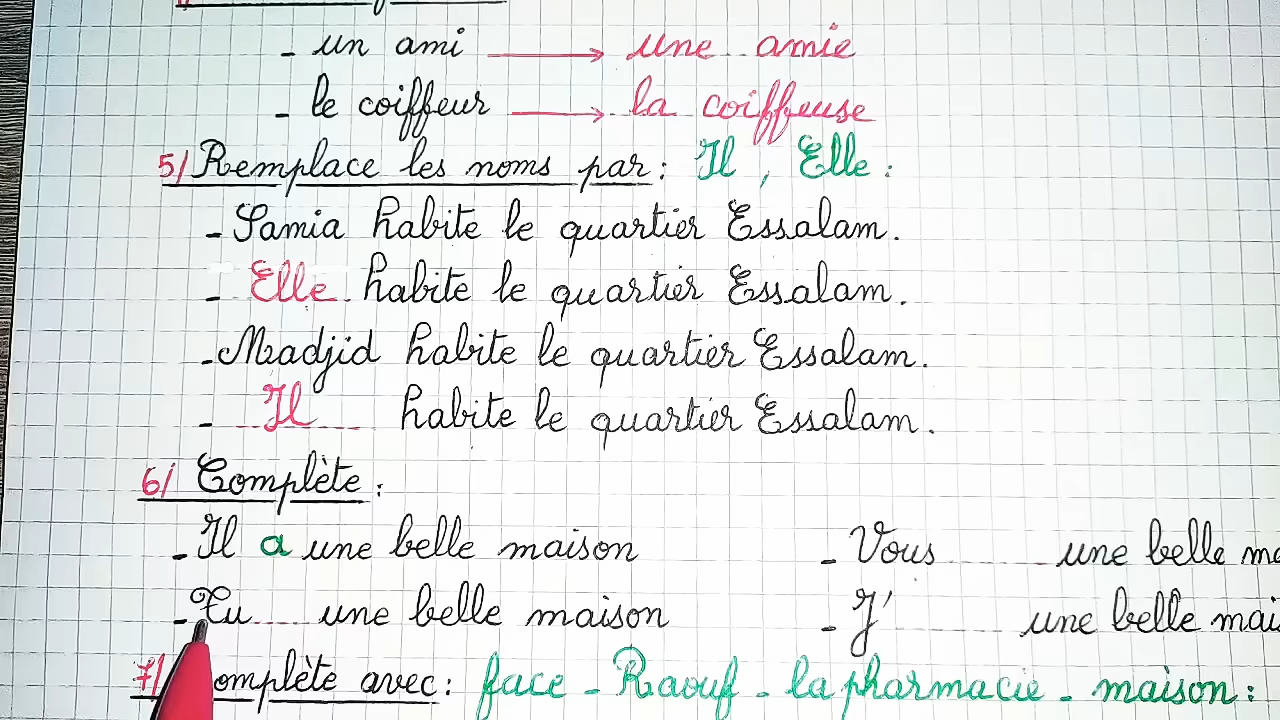 - un ami → une amie
- le coiffeur → la coiffeuse
5/ Remplace les noms par : Il , Elle :
- Samia habite le quartier Essalam.
- Elle habite le quartier Essalam.
- Madjid habite le quartier Essalam.
- Il habite le quartier Essalam.
6/ Complète :
- Il a une belle maison - Vous ........ une belle
- Tu ..... une belle maison - J' ........ une belle
7/ omplète avec : face - Raouf - la pharmacie - maison :